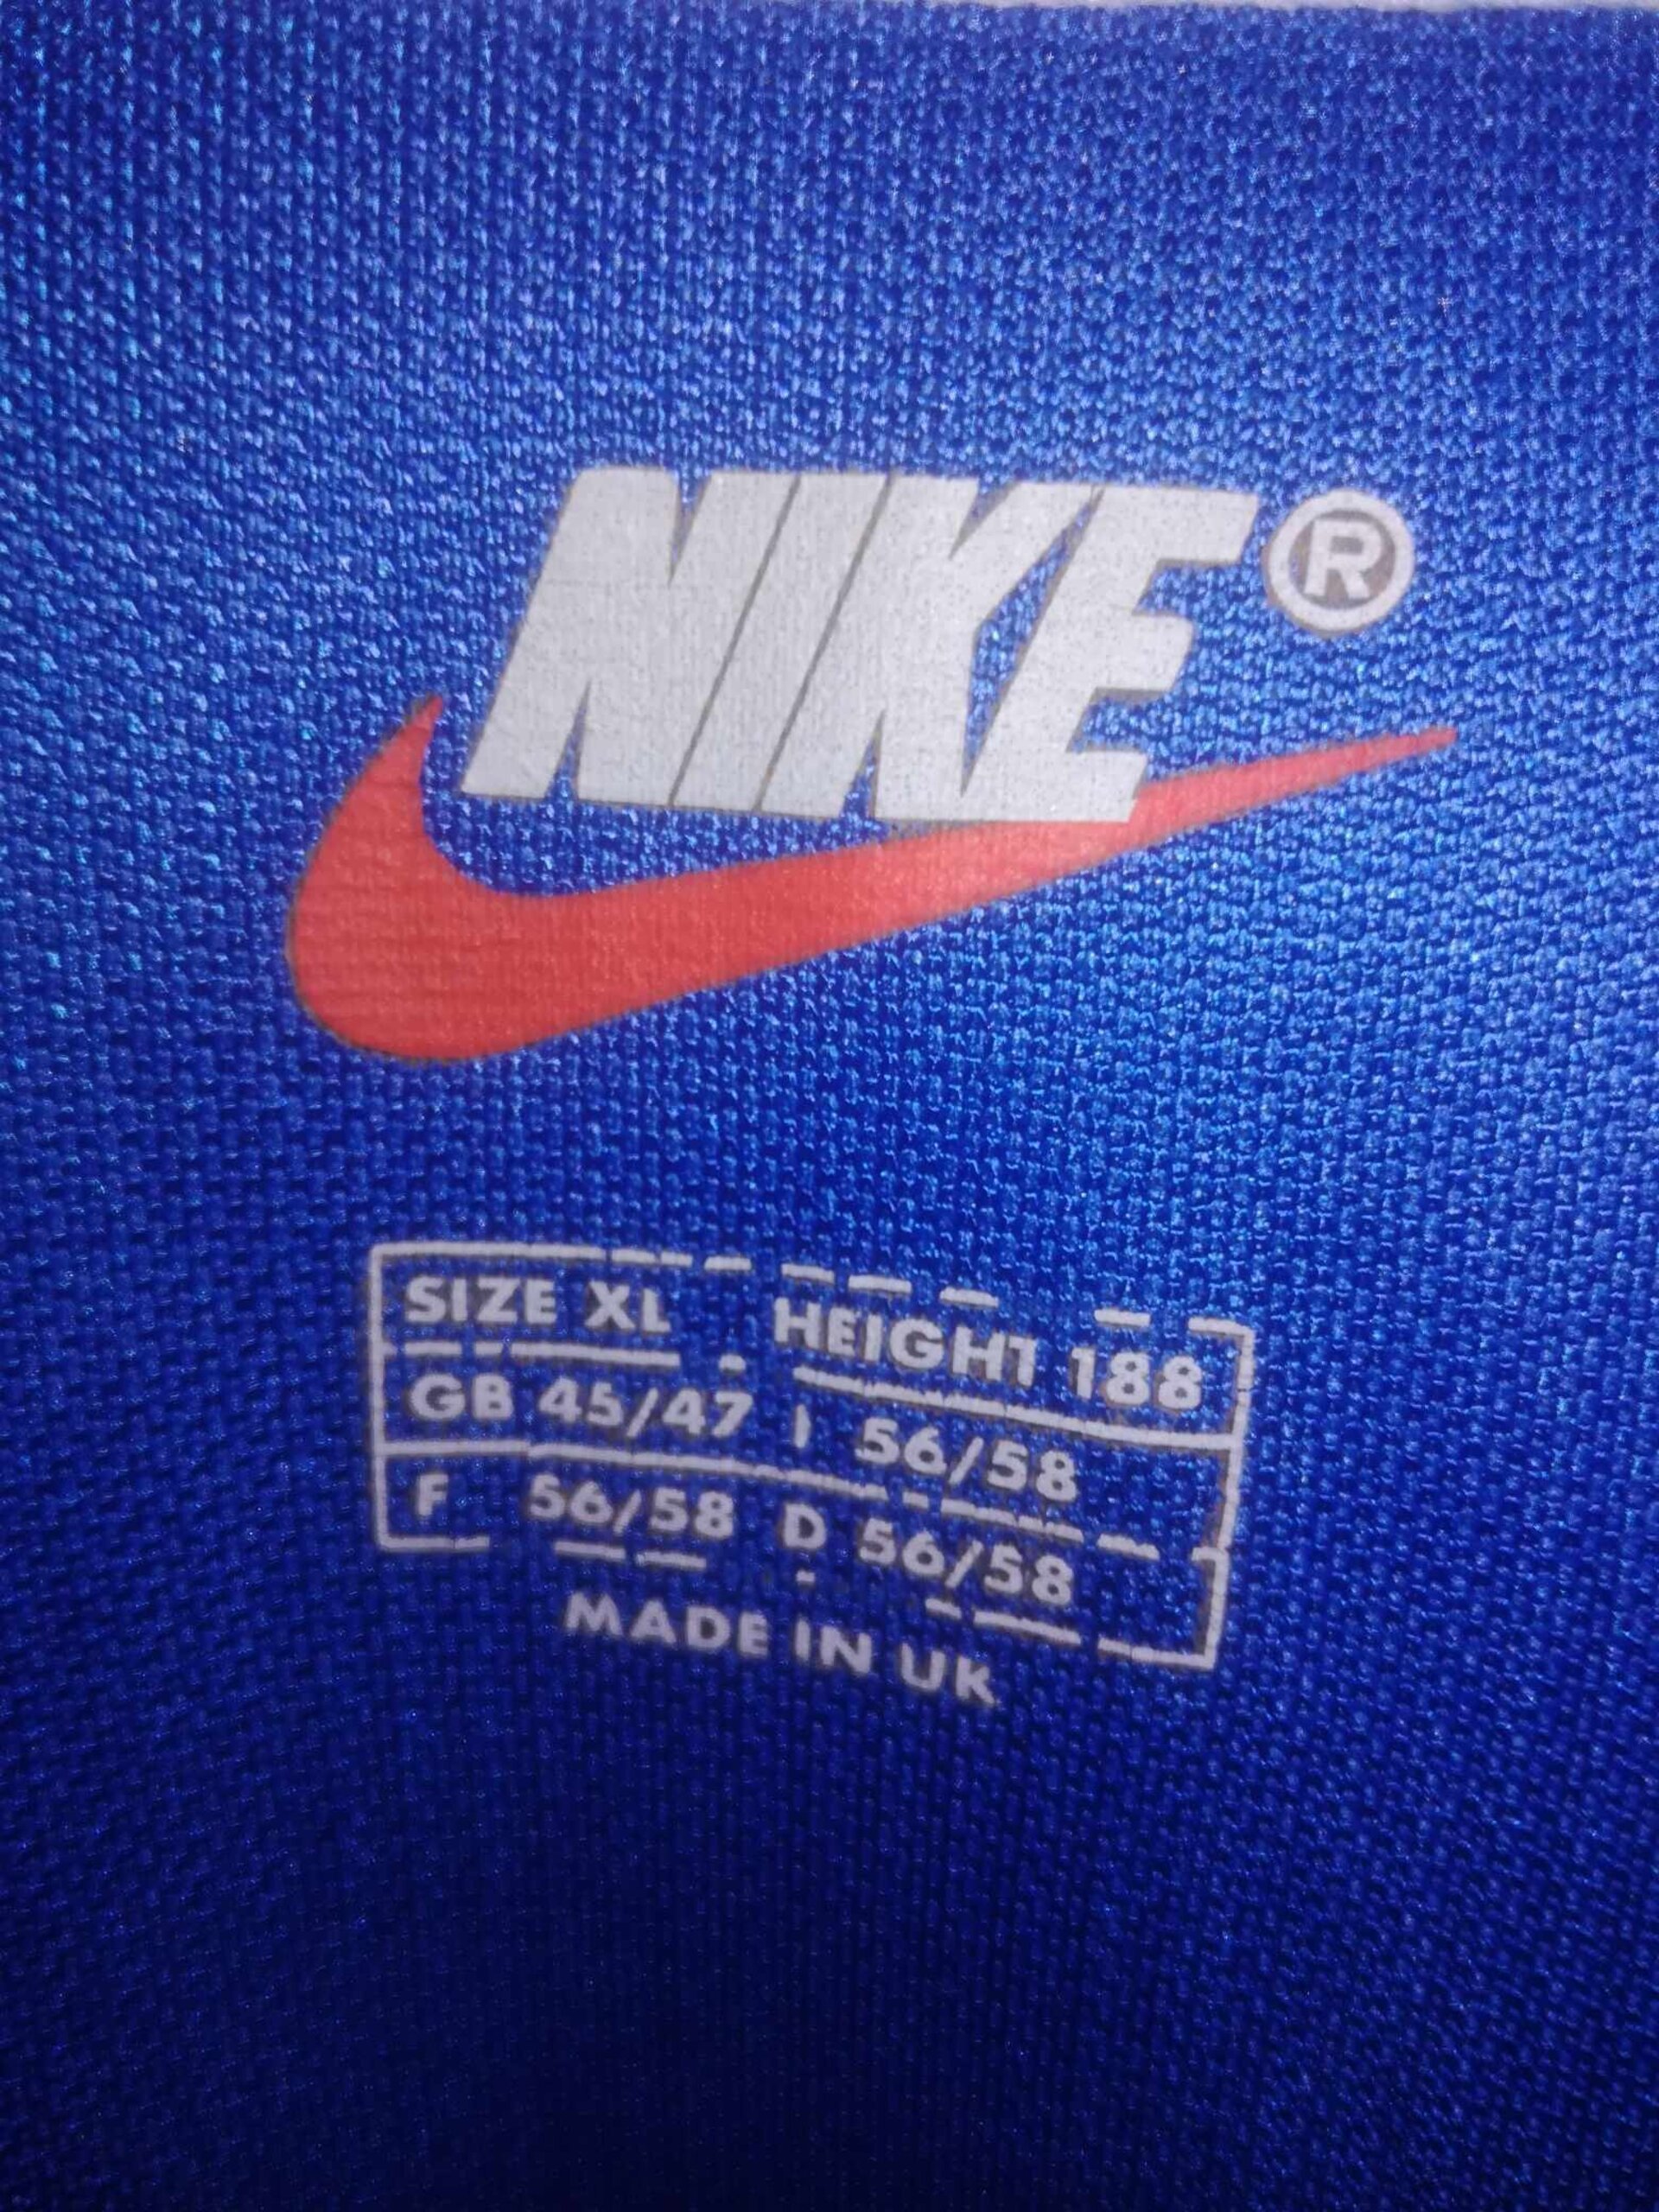 NIKE®
SIZE XL HEIGHT 188
GB 45/47 I 56/58
F 56/58 D 56/58
MADE IN UK